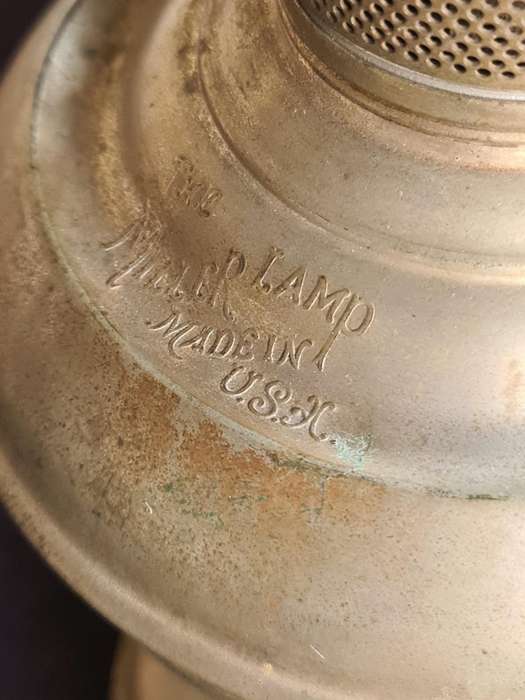 THE
MILLER LAMP
MADE IN
U.S.A.